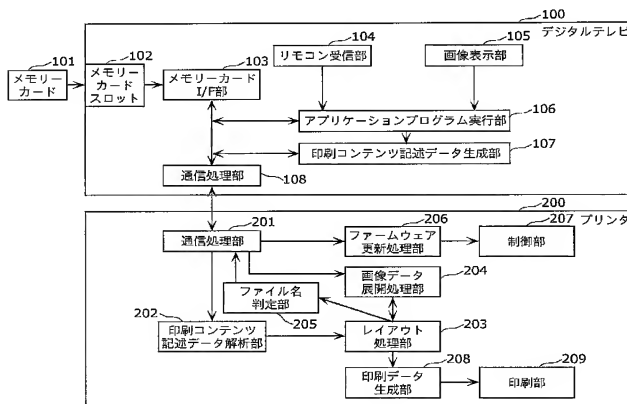 100
デジタルテレビ
101
メモリー
カード
102
メモリー
カード
スロット
103
メモリーカード
I/F部
104
リモコン受信部
105
画像表示部
アプリケーションプログラム実行部
106
印刷コンテンツ記述データ生成部
107
通信処理部
108
200
プリンタ
201
通信処理部
206
ファームウェア
更新処理部
207
制御部
画像データ
展開処理部
204
ファイル名
判定部
205
202
印刷コンテンツ
記述データ解析部
レイアウト
処理部
203
208
印刷データ
生成部
209
印刷部